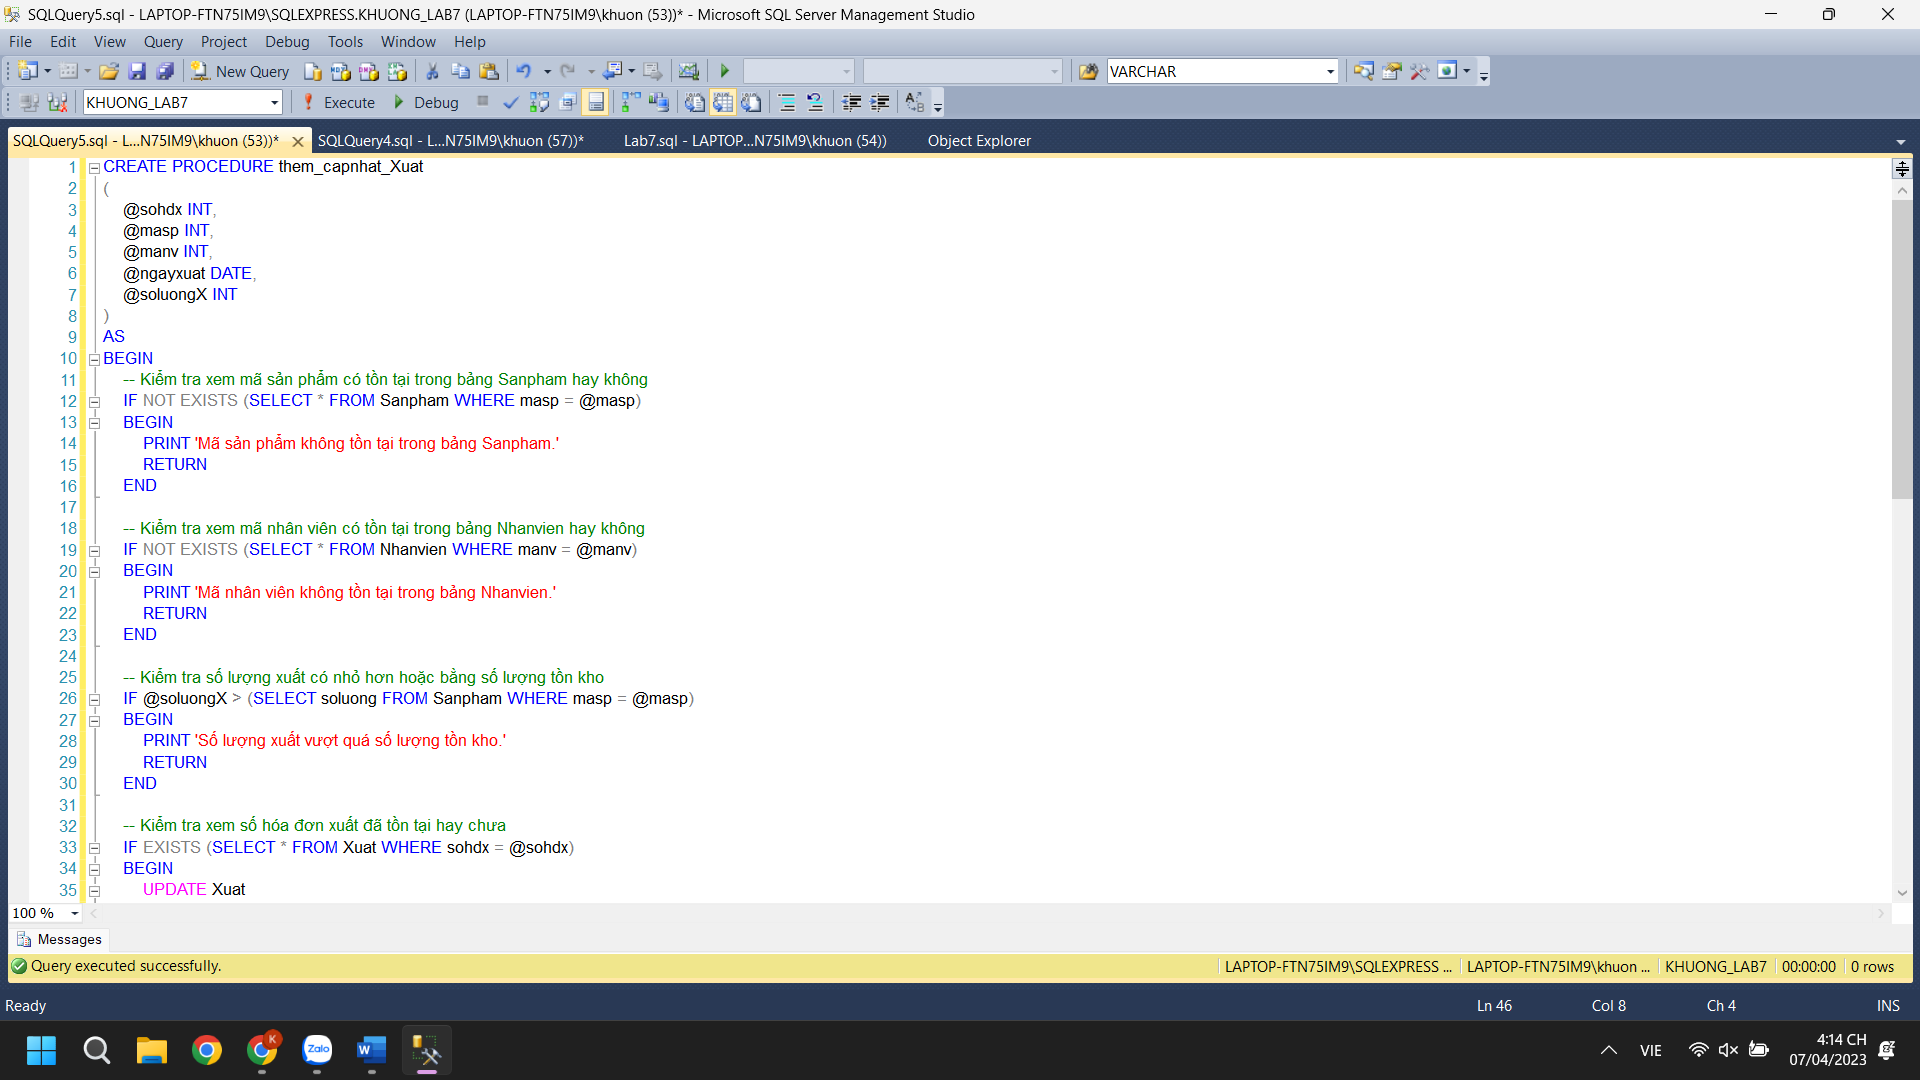 SQLQuery5.sql - LAPTOP-FTN75IM9\SQLEXPRESS.KHUONG_LAB7 (LAPTOP-FTN75IM9\khuon (53))* - Microsoft SQL Server Management Studio
File Edit View Query Project Debug Tools Window Help
New Query VARCHAR
KHUONG_LAB7 Execute Debug
SQLQuery5.sql - L...N75IM9\khuon (53))* SQLQuery4.sql - L...N75IM9\khuon (57))* Lab7.sql - LAPTOP...N75IM9\khuon (54)) Object Explorer
1 CREATE PROCEDURE them_capnhat_Xuat
2 (
3 @sohdx INT,
4 @masp INT,
5 @manv INT,
6 @ngayxuat DATE,
7 @soluongX INT
8 )
9 AS
10 BEGIN
11 -- Kiểm tra xem mã sản phẩm có tồn tại trong bảng Sanpham hay không
12 IF NOT EXISTS (SELECT * FROM Sanpham WHERE masp = @masp)
13 BEGIN
14 PRINT 'Mã sản phẩm không tồn tại trong bảng Sanpham.'
15 RETURN
16 END
17
18 -- Kiểm tra xem mã nhân viên có tồn tại trong bảng Nhanvien hay không
19 IF NOT EXISTS (SELECT * FROM Nhanvien WHERE manv = @manv)
20 BEGIN
21 PRINT 'Mã nhân viên không tồn tại trong bảng Nhanvien.'
22 RETURN
23 END
24
25 -- Kiểm tra số lượng xuất có nhỏ hơn hoặc bằng số lượng tồn kho
26 IF @soluongX > (SELECT soluong FROM Sanpham WHERE masp = @masp)
27 BEGIN
28 PRINT 'Số lượng xuất vượt quá số lượng tồn kho.'
29 RETURN
30 END
31
32 -- Kiểm tra xem số hóa đơn xuất đã tồn tại hay chưa
33 IF EXISTS (SELECT * FROM Xuat WHERE sohdx = @sohdx)
34 BEGIN
35 UPDATE Xuat
100 %
Messages
Query executed successfully. LAPTOP-FTN75IM9\SQLEXPRESS ... LAPTOP-FTN75IM9\khuon ... KHUONG_LAB7 00:00:00 0 rows
Ready Ln 46 Col 8 Ch 4 INS
K Zalo W VIE 4:14 CH
07/04/2023